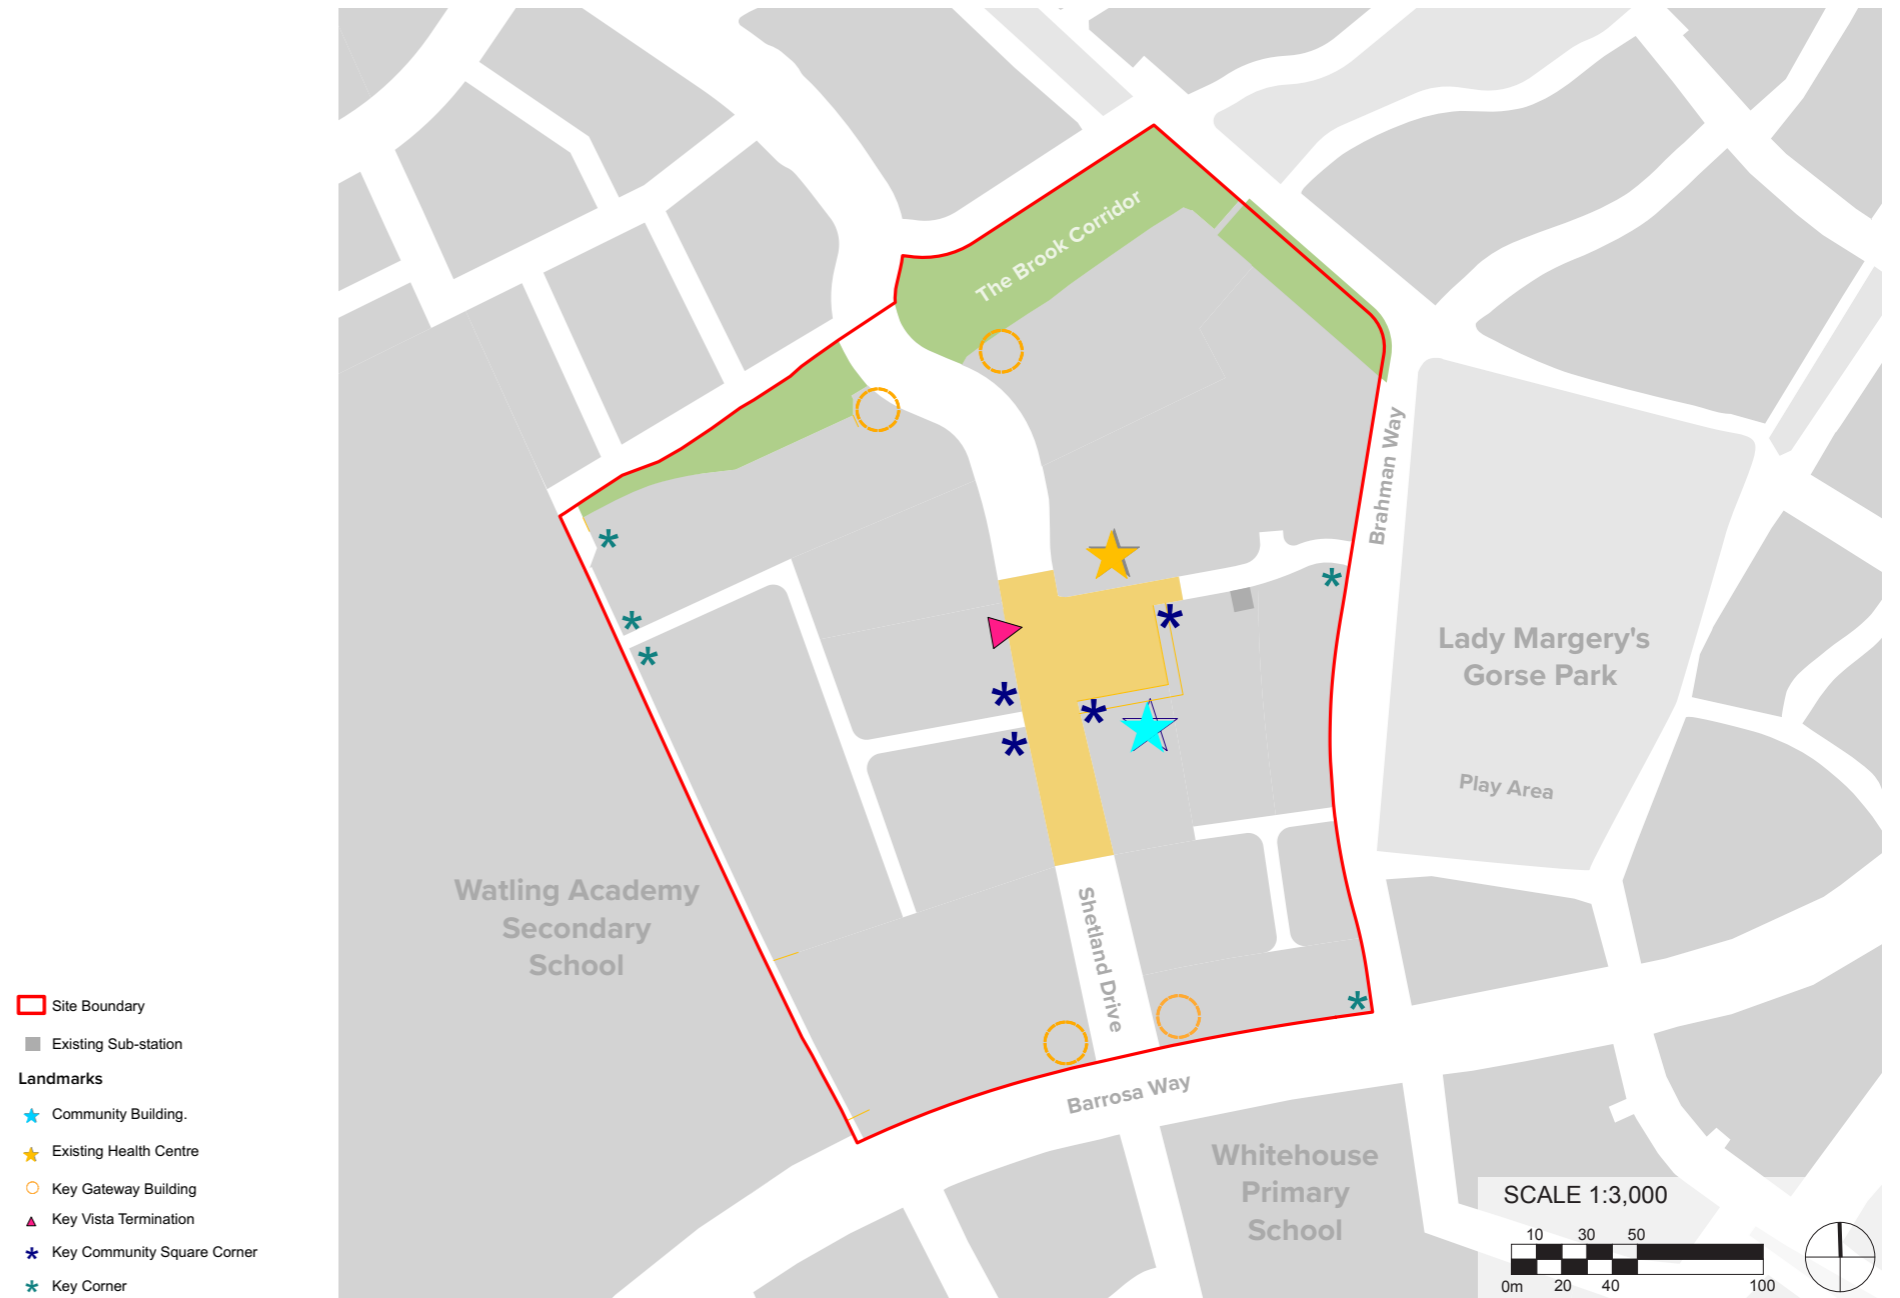 The Brook Corridor
Brahman Way
Lady Margery's
Gorse Park
Play Area
Watling Academy
Secondary
School
Shetland Drive
Barrosa Way
Whitehouse
Primary
School
Site Boundary
Existing Sub-station
Landmarks
Community Building.
Existing Health Centre
Key Gateway Building
Key Vista Termination
Key Community Square Corner
Key Corner
SCALE 1:3,000
10 30 50
0m 20 40 100